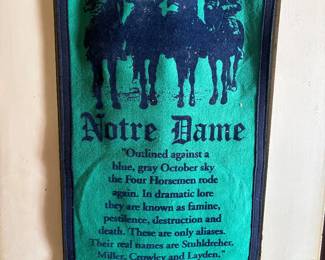 Notre Dame
"Outlined against a
blue, gray October sky
the Four Horsemen rode
again. In dramatic lore
they are known as famine,
pestilence, destruction and
death. These are only aliases.
Their real names are Stuhldreher,
Miller, Crowley and Layden."